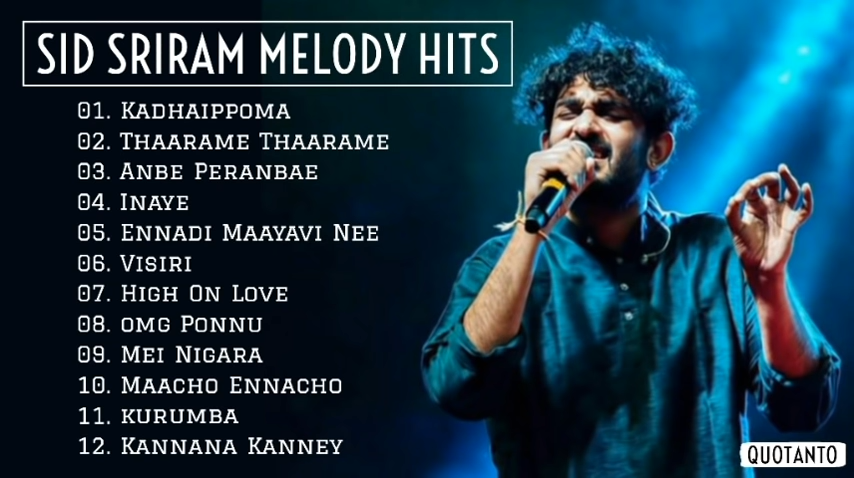 SID SRIRAM MELODY HITS
01. KADHAIPPOMA
02. THAARAME THAARAME
03. ANBE PERANBAE
04. INAYE
05. ENNADI MAAYAVI NEE
06. VISIRI
07. HIGH ON LOVE
08. OMG PONNU
09. MEI NIGARA
10. MAACHO ENNACHO
11. KURUMBA
12. KANNANA KANNEY
QUOTANTO